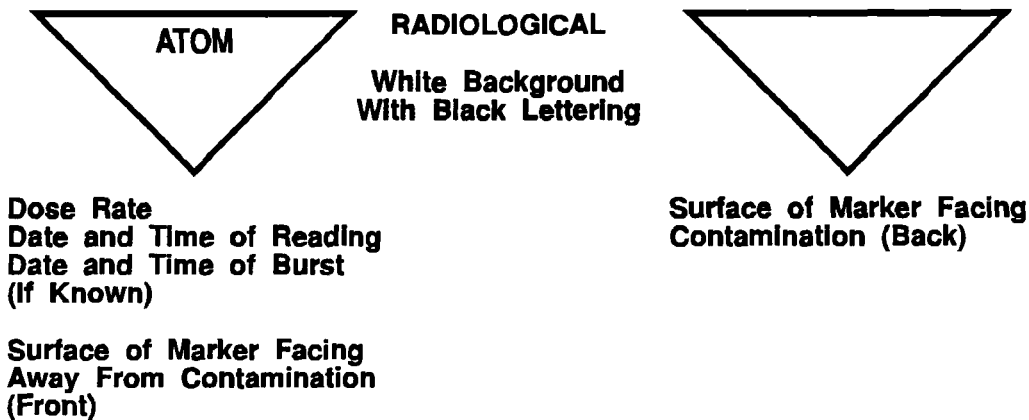 ATOM
RADIOLOGICAL
White Background
With Black Lettering
Dose Rate
Date and Time of Reading
Date and Time of Burst
(If Known)
Surface of Marker Facing
Away From Contamination
(Front)
Surface of Marker Facing
Contamination (Back)